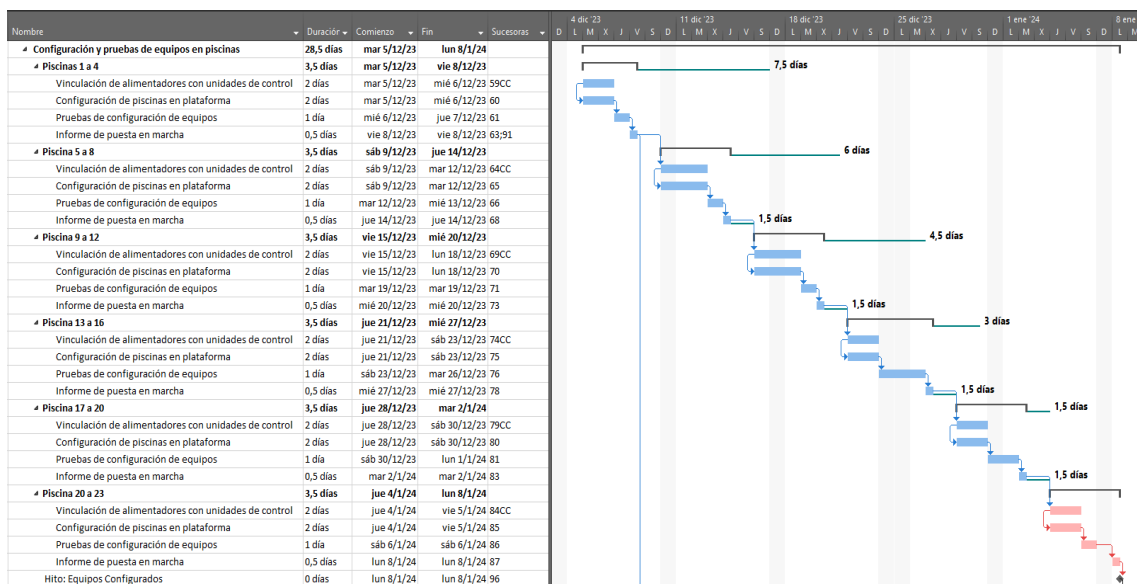 4 dic '23 11 dic '23 18 dic '23 25 dic '23 1 ene '24 8 ene
Nombre Duración Comienzo Fin Sucesoras D L M X J V S D L M X J V S D L M X J V S D L M X J V S D L M X J V S D L M
Configuración y pruebas de equipos en piscinas 28,5 días mar 5/12/23 lun 8/1/24
Piscinas 1 a 4 3,5 días mar 5/12/23 vie 8/12/23 7,5 días
Vinculación de alimentadores con unidades de control 2 días mar 5/12/23 mié 6/12/23 59CC
Configuración de piscinas en plataforma 2 días mar 5/12/23 mié 6/12/23 60
Pruebas de configuración de equipos 1 día mié 6/12/23 jue 7/12/23 61
Informe de puesta en marcha 0,5 días vie 8/12/23 vie 8/12/23 63;91
Piscina 5 a 8 3,5 días sáb 9/12/23 jue 14/12/23 6 días
Vinculación de alimentadores con unidades de control 2 días sáb 9/12/23 mar 12/12/23 64CC
Configuración de piscinas en plataforma 2 días sáb 9/12/23 mar 12/12/23 65
Pruebas de configuración de equipos 1 día mar 12/12/23 mié 13/12/23 66
Informe de puesta en marcha 0,5 días jue 14/12/23 jue 14/12/23 68 1,5 días
Piscina 9 a 12 3,5 días vie 15/12/23 mié 20/12/23 4,5 días
Vinculación de alimentadores con unidades de control 2 días vie 15/12/23 lun 18/12/23 69CC
Configuración de piscinas en plataforma 2 días vie 15/12/23 lun 18/12/23 70
Pruebas de configuración de equipos 1 día mar 19/12/23 mar 19/12/23 71
Informe de puesta en marcha 0,5 días mié 20/12/23 mié 20/12/23 73 1,5 días
Piscina 13 a 16 3,5 días jue 21/12/23 mié 27/12/23 3 días
Vinculación de alimentadores con unidades de control 2 días jue 21/12/23 sáb 23/12/23 74CC
Configuración de piscinas en plataforma 2 días jue 21/12/23 sáb 23/12/23 75
Pruebas de configuración de equipos 1 día sáb 23/12/23 mar 26/12/23 76
Informe de puesta en marcha 0,5 días mié 27/12/23 mié 27/12/23 78 1,5 días
Piscina 17 a 20 3,5 días jue 28/12/23 mar 2/1/24 1,5 días
Vinculación de alimentadores con unidades de control 2 días jue 28/12/23 sáb 30/12/23 79CC
Configuración de piscinas en plataforma 2 días jue 28/12/23 sáb 30/12/23 80
Pruebas de configuración de equipos 1 día sáb 30/12/23 lun 1/1/24 81
Informe de puesta en marcha 0,5 días mar 2/1/24 mar 2/1/24 83 1,5 días
Piscina 20 a 23 3,5 días jue 4/1/24 lun 8/1/24
Vinculación de alimentadores con unidades de control 2 días jue 4/1/24 vie 5/1/24 84CC
Configuración de piscinas en plataforma 2 días jue 4/1/24 vie 5/1/24 85
Pruebas de configuración de equipos 1 día sáb 6/1/24 sáb 6/1/24 86
Informe de puesta en marcha 0,5 días lun 8/1/24 lun 8/1/24 87
Hito: Equipos Configurados 0 días lun 8/1/24 lun 8/1/24 96